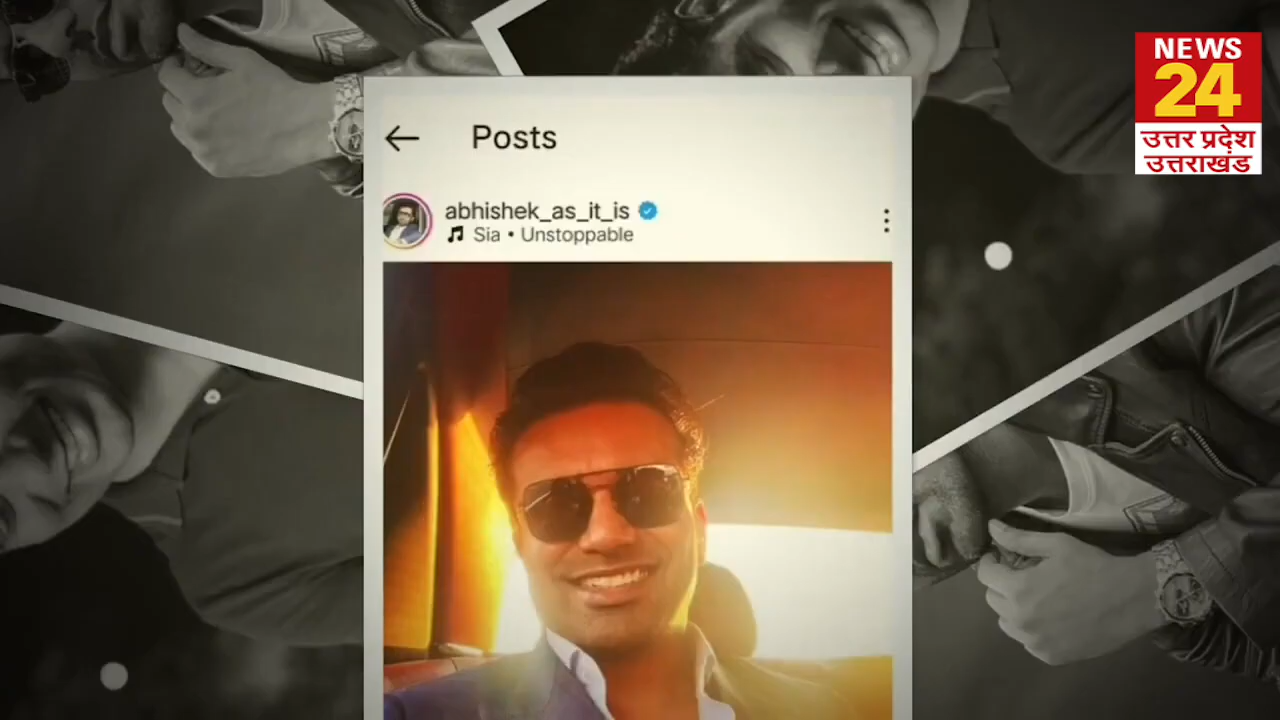 Posts
abhishek_as_it_is
Sia • Unstoppable
NEWS
24
उत्तर प्रदेश
उत्तराखंड